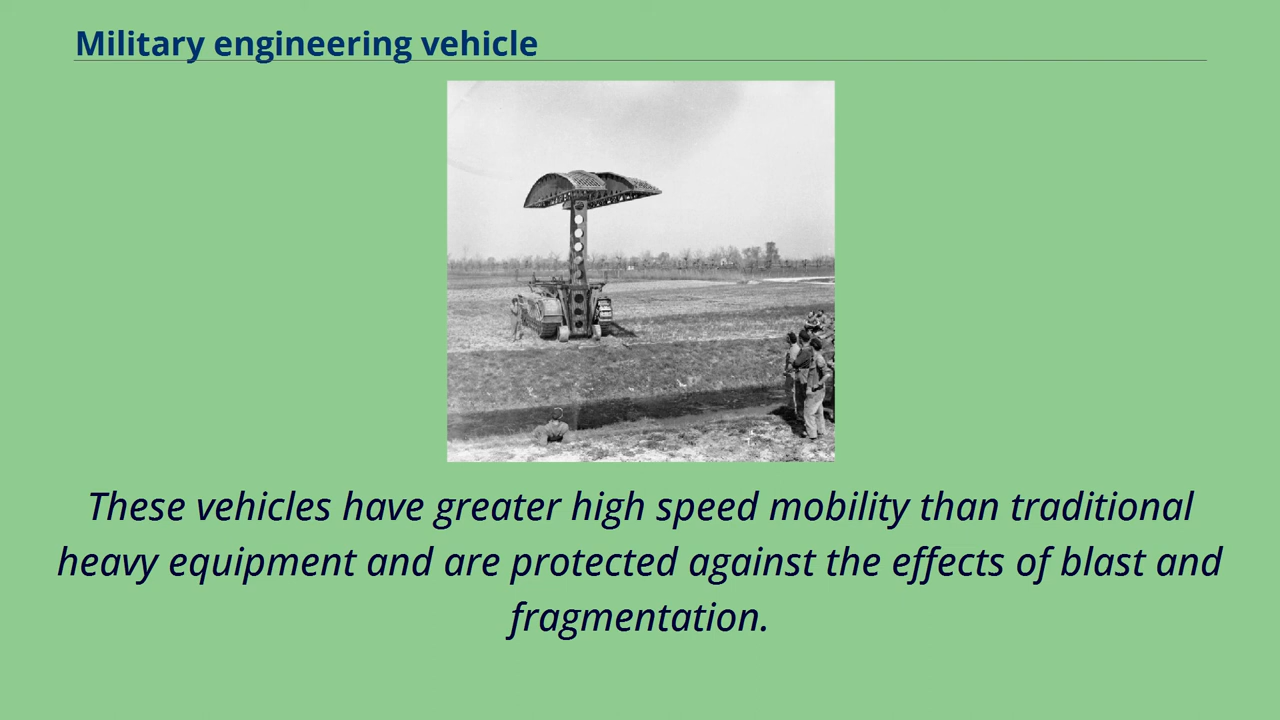 Military engineering vehicle
These vehicles have greater high speed mobility than traditional
heavy equipment and are protected against the effects of blast and
fragmentation.